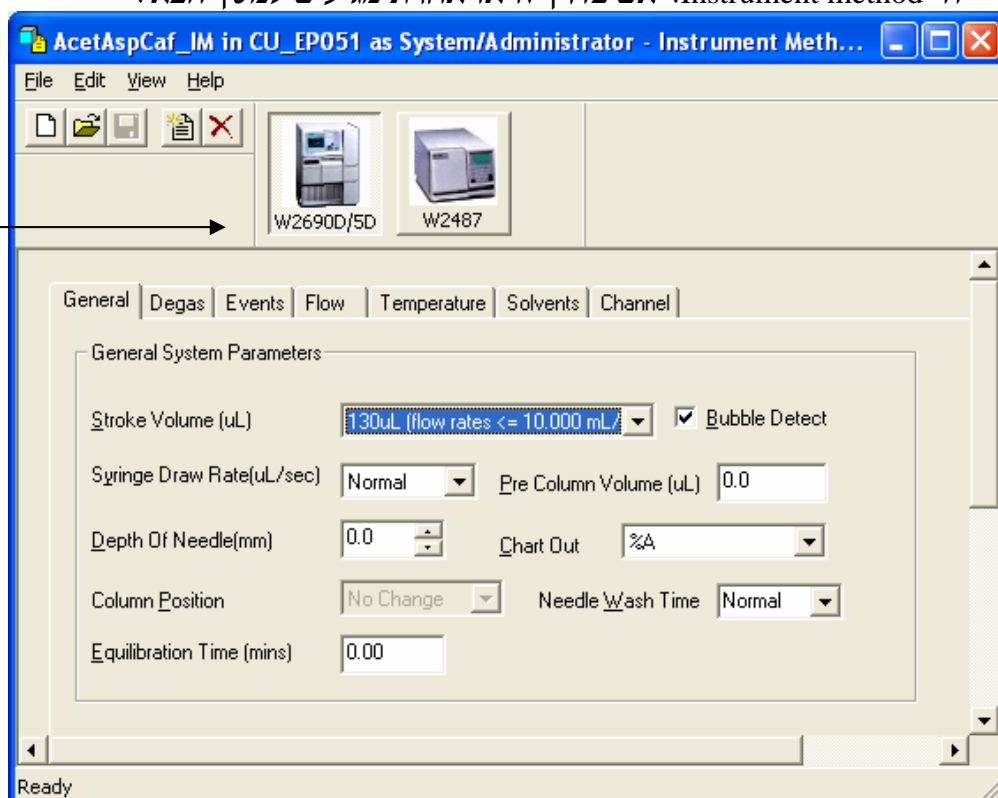 Instrument method
AcetAspCaf_IM in CU_EP051 as System/Administrator - Instrument Meth...
File Edit View Help
W2690D/5D W2487
General Degas Events Flow Temperature Solvents Channel
General System Parameters
Stroke Volume (uL) 130uL (flow rates <= 10.000 mL/ Bubble Detect
Syringe Draw Rate(uL/sec) Normal Pre Column Volume (uL) 0.0
Depth Of Needle(mm) 0.0 Chart Out %A
Column Position No Change Needle Wash Time Normal
Equilibration Time (mins) 0.00
Ready